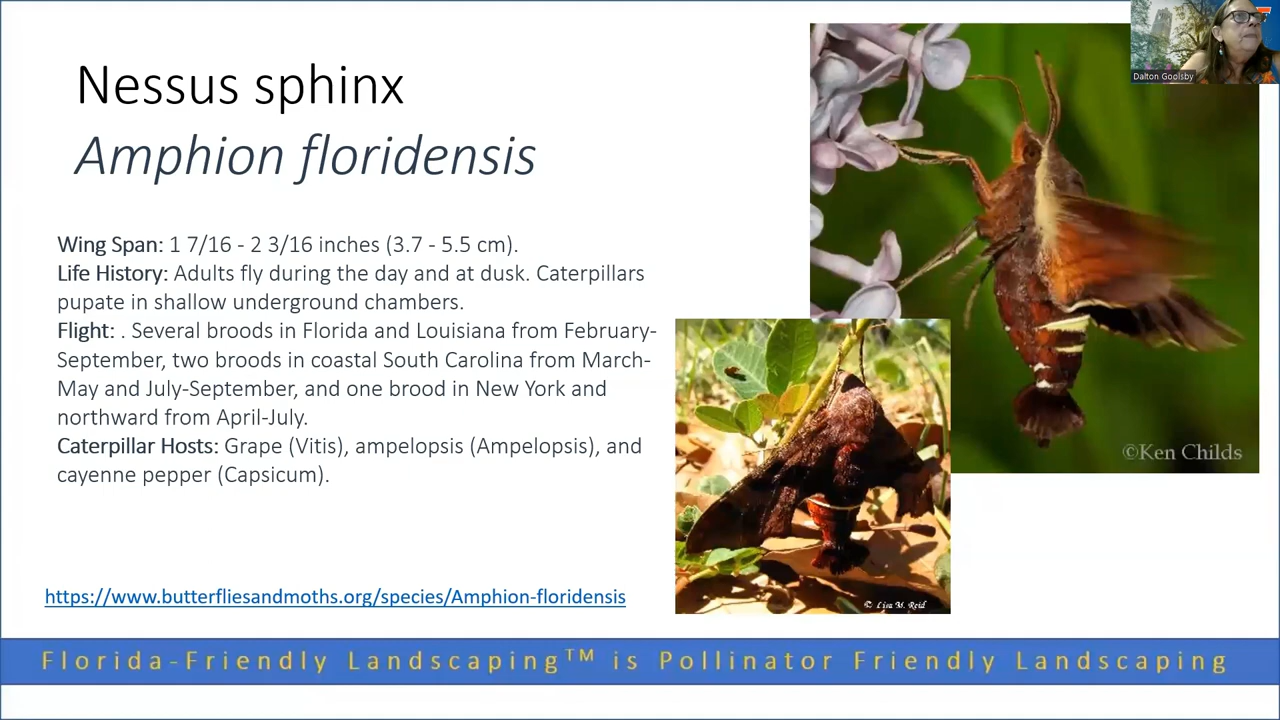 Nessus sphinx
Amphion floridensis
Wing Span: 1 7/16 - 2 3/16 inches (3.7 - 5.5 cm).
Life History: Adults fly during the day and at dusk. Caterpillars
pupate in shallow underground chambers.
Flight: . Several broods in Florida and Louisiana from February-
September, two broods in coastal South Carolina from March-
May and July-September, and one brood in New York and
northward from April-July.
Caterpillar Hosts: Grape (Vitis), ampelopsis (Ampelopsis), and
cayenne pepper (Capsicum).
https://www.butterfliesandmoths.org/species/Amphion-floridensis
Dalton Goolsby
©Ken Childs
© Lisa M. Reid
Florida-Friendly Landscaping™ is Pollinator Friendly Landscaping